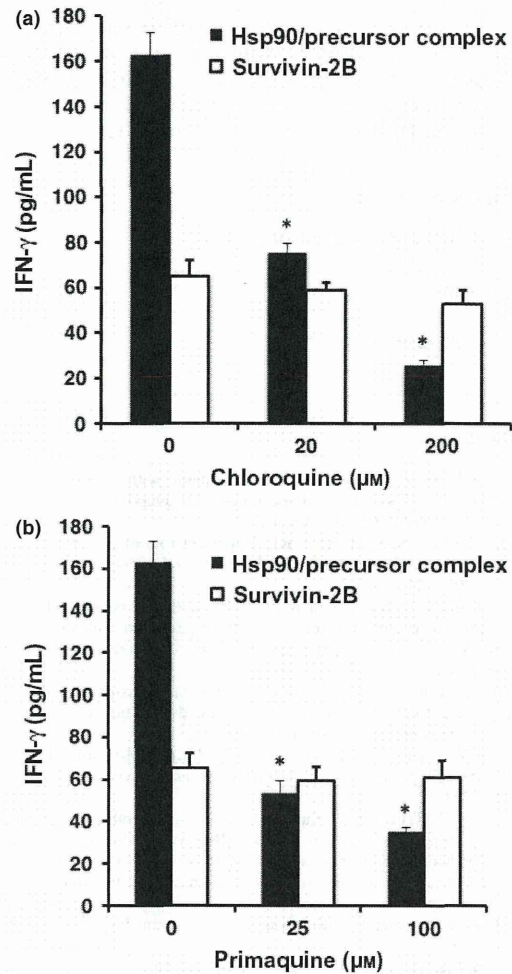 (a)
180
160
140
120
100
80
60
40
20
0
IFN-γ (pg/mL)
■ Hsp90/precursor complex
□ Survivin-2B
*
*
0 20 200
Chloroquine (µM)
(b)
180
160
140
120
100
80
60
40
20
0
IFN-γ (pg/mL)
■ Hsp90/precursor complex
□ Survivin-2B
*
*
0 25 100
Primaquine (µM)